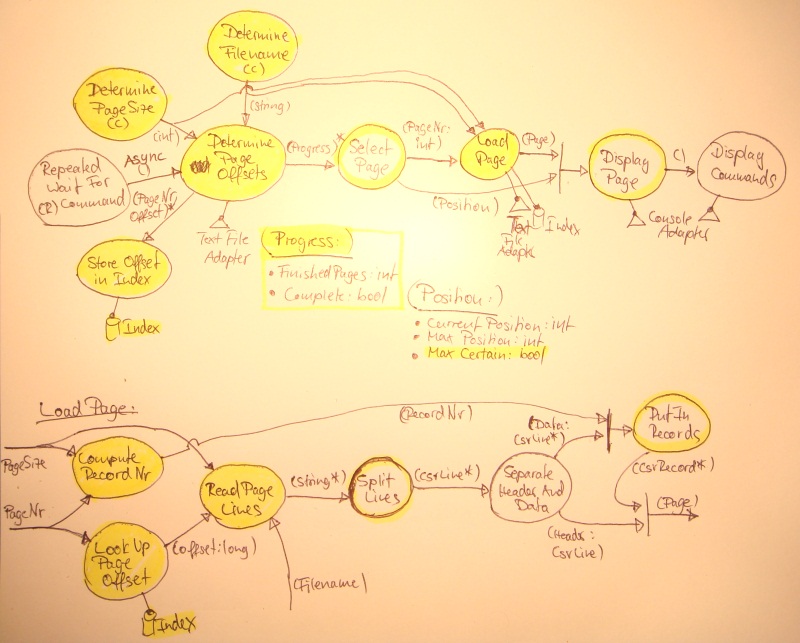 Determine
Filename
(C)
Determine
PageSize
(C)
(string)
(int)
Determine
Page
Offsets
(Progress)*
Select
Page
(PageNr:
int)
Load
Page
(Page)
Display
Page
()
Display
Commands
Repeated
Wait For
(R) Command
Async
(PageNr,
Offset)*
(Position)
Text File
Adapter
Text
File
Adapter
Index
Console
Adapter
Store Offset
in Index
Index
Progress:
• Finished Pages: int
• Complete: bool
(Position:)
• Current Position: int
• Max Position: int
• Max Certain: bool
Load Page:
(RecordNr)
PageSize
Compute
RecordNr
PageNr
Look Up
Page
Offset
(offset: long)
Index
Read Page
Lines
(Filename)
(string*)
Split
Lines
(CsvLine*)
Separate
Header And
Data
(Data:
CsvLine*)
(Header:
CsvLine)
Put In
Records
(CsvRecord*)
(Page)